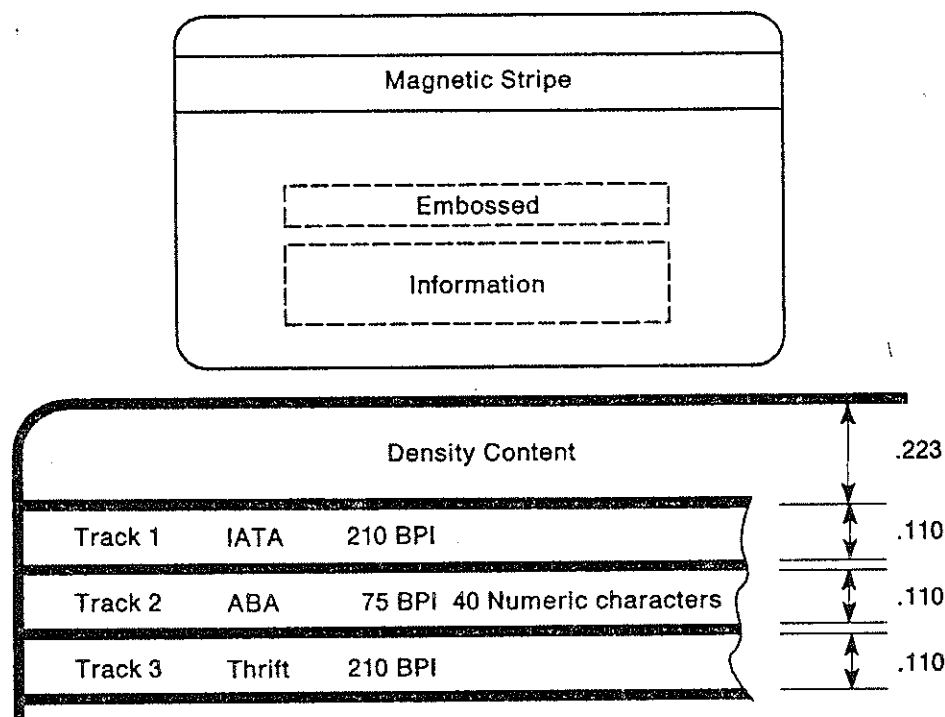 Magnetic Stripe
Embossed
Information
Density Content
.223
Track 1 IATA 210 BPI
.110
Track 2 ABA 75 BPI 40 Numeric characters
.110
Track 3 Thrift 210 BPI
.110